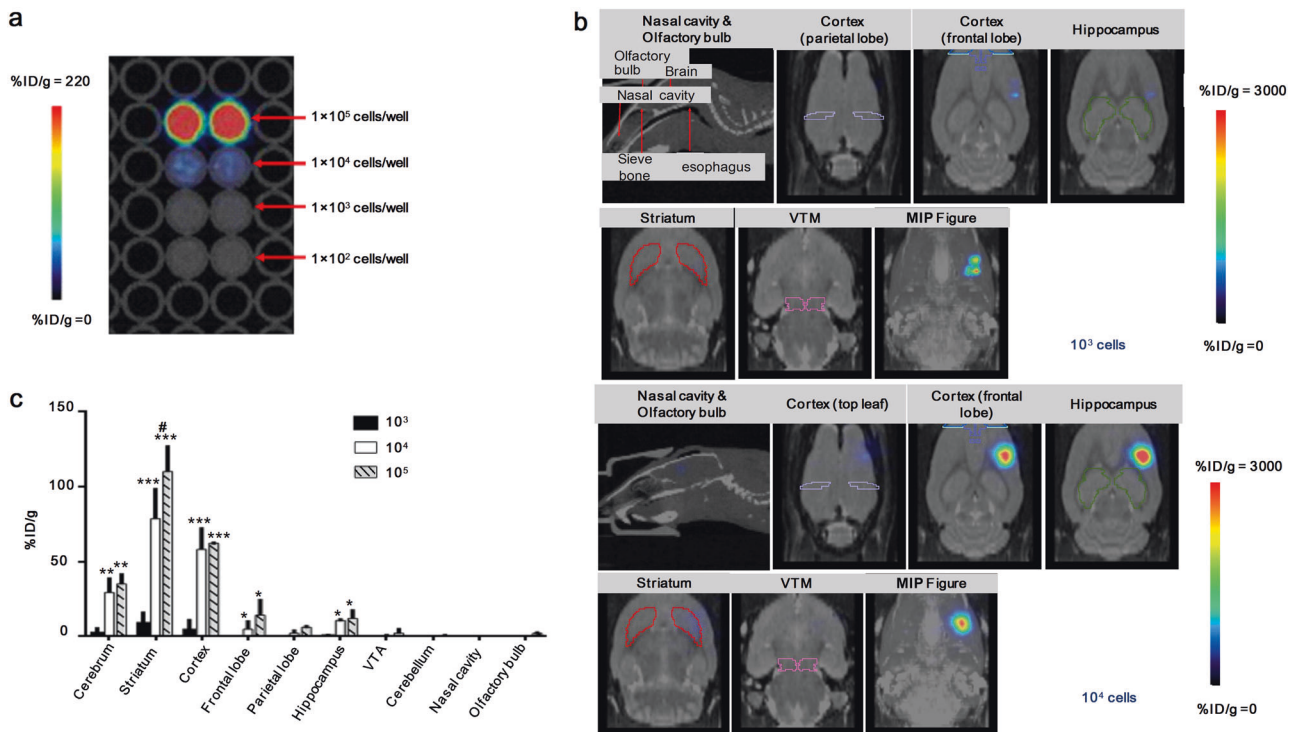 a
%ID/g = 220
1×10⁵ cells/well
1×10⁴ cells/well
1×10³ cells/well
1×10² cells/well
%ID/g =0
b
Nasal cavity &
Olfactory bulb
Cortex
(parietal lobe)
Cortex
(frontal lobe)
Hippocampus
Olfactory
bulb
Brain
Nasal cavity
Sieve
bone
esophagus
%ID/g = 3000
Striatum
VTM
MIP Figure
10³ cells
%ID/g =0
Nasal cavity &
Olfactory bulb
Cortex (top leaf)
Cortex (frontal
lobe)
Hippocampus
%ID/g = 3000
Striatum
VTM
MIP Figure
10⁴ cells
%ID/g =0
c
%ID/g
150
100
50
0
10³
10⁴
10⁵
** **
*** # ***
*** ***
* *
* *
Cerebrum
Striatum
Cortex
Frontal lobe
Parietal lobe
Hippocampus
VTA
Cerebellum
Nasal cavity
Olfactory bulb